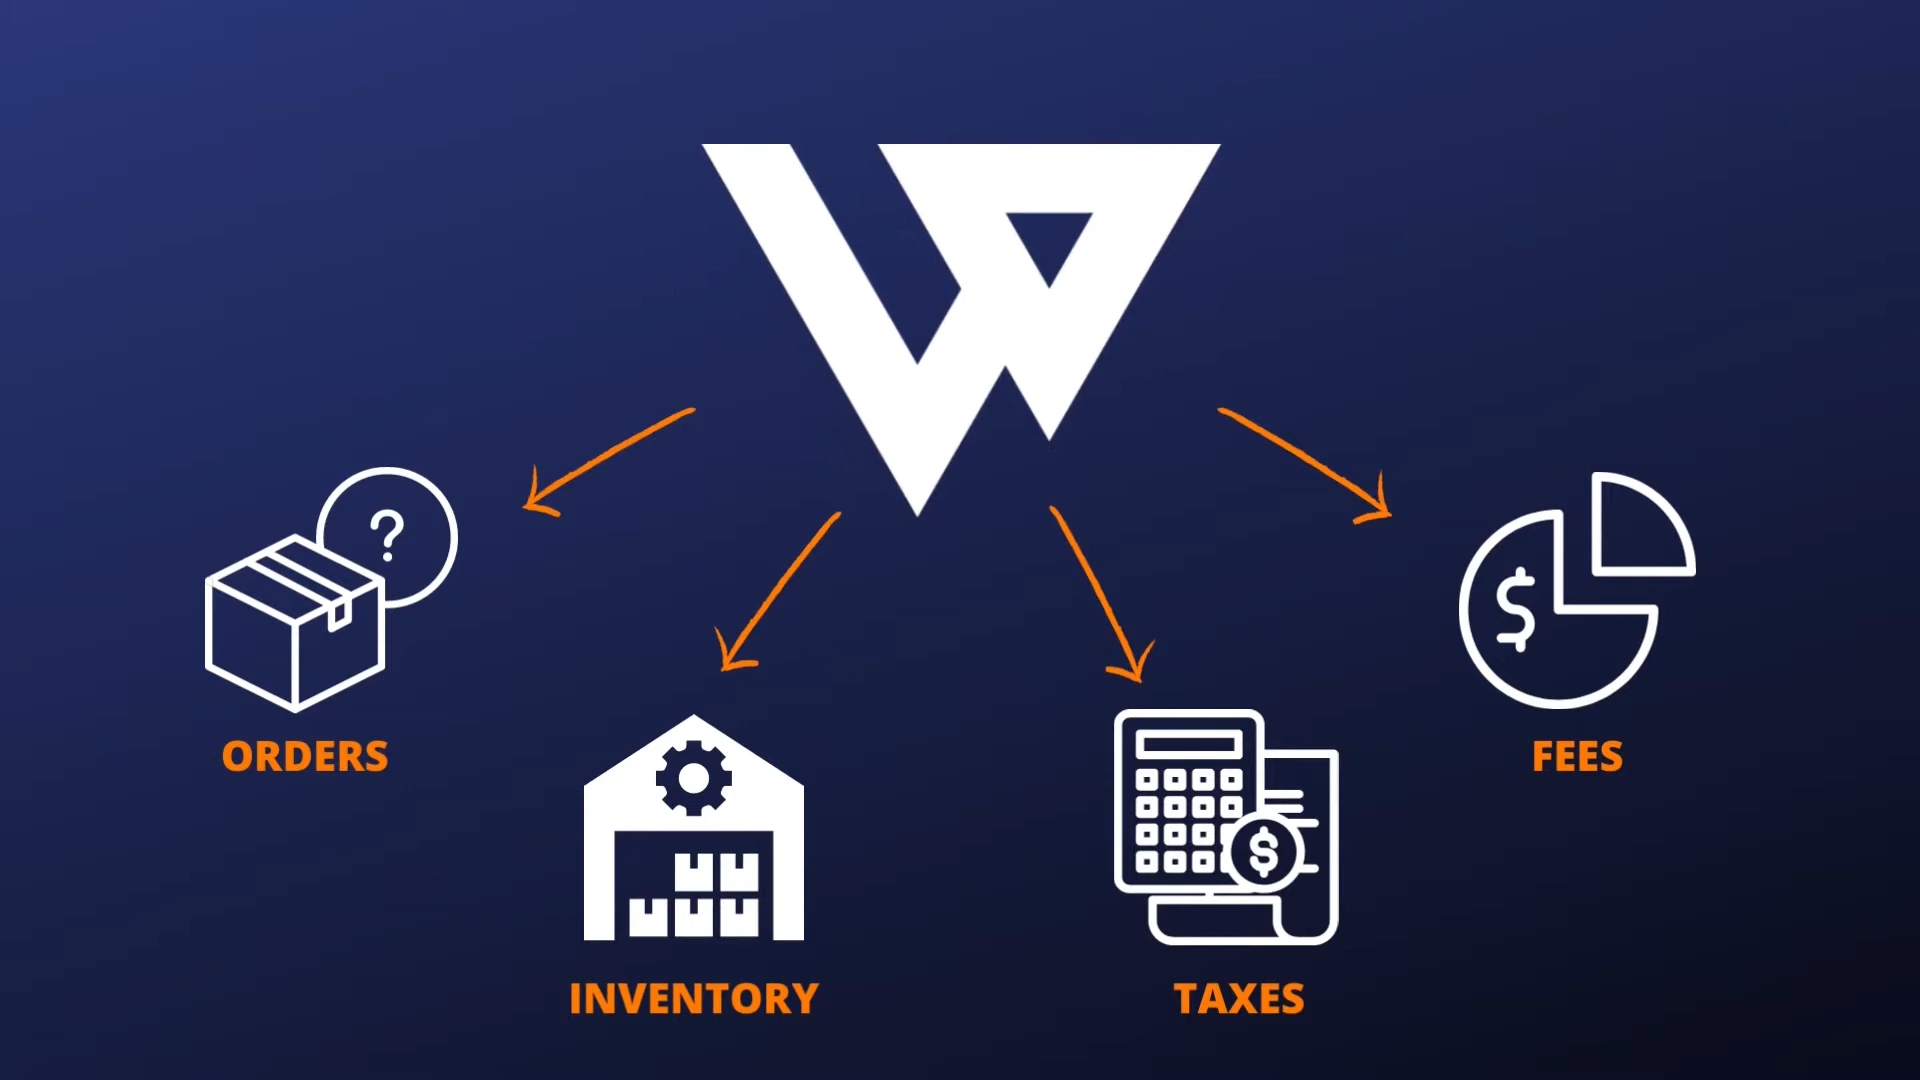 ?
$
ORDERS
FEES
$
INVENTORY
TAXES